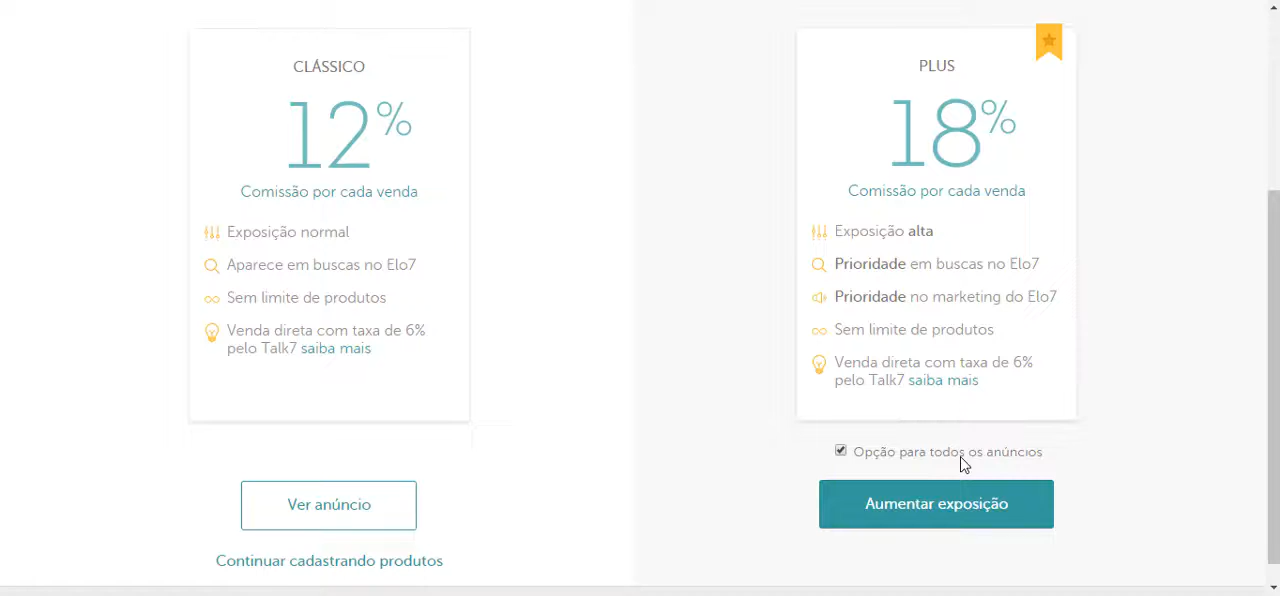 CLÁSSICO
12%
Comissão por cada venda
Exposição normal
Aparece em buscas no Elo7
Sem limite de produtos
Venda direta com taxa de 6%
pelo Talk7 saiba mais
Ver anúncio
Continuar cadastrando produtos
PLUS
18%
Comissão por cada venda
Exposição alta
Prioridade em buscas no Elo7
Prioridade no marketing do Elo7
Sem limite de produtos
Venda direta com taxa de 6%
pelo Talk7 saiba mais
Opção para todos os anúncios
Aumentar exposição